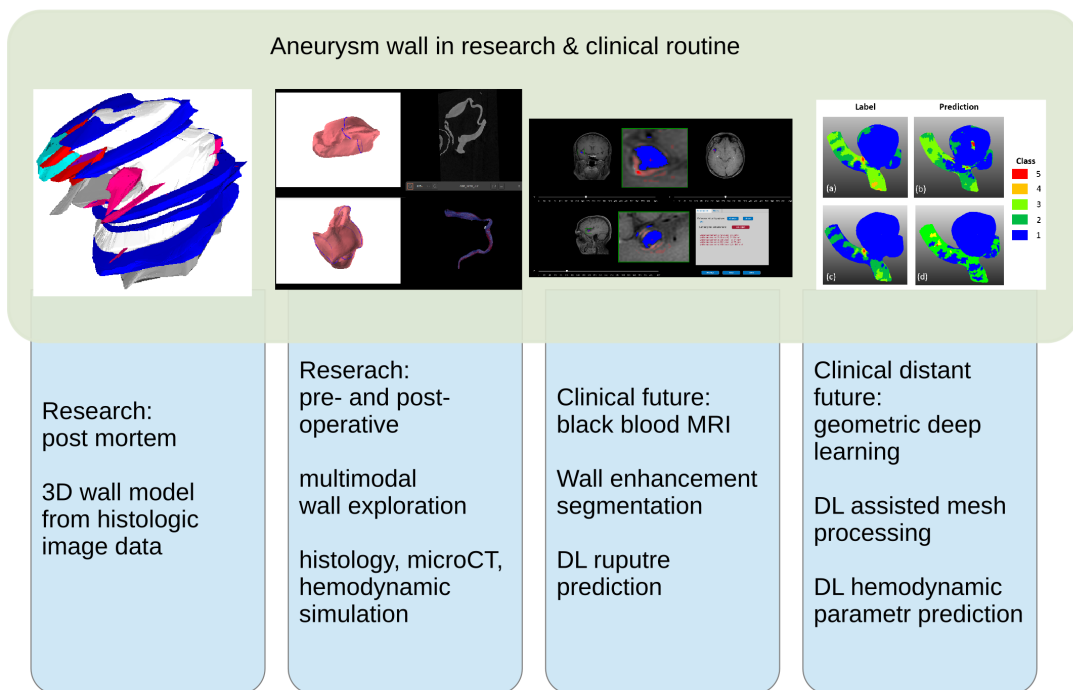 Aneurysm wall in research & clinical routine
Label
Prediction
Class
5
4
3
2
1
(a)
(b)
(c)
(d)
Research:
post mortem
3D wall model
from histologic
image data
Reserach:
pre- and post-
operative
multimodal
wall exploration
histology, microCT,
hemodynamic
simulation
Clinical future:
black blood MRI
Wall enhancement
segmentation
DL ruputre
prediction
Clinical distant
future:
geometric deep
learning
DL assisted mesh
processing
DL hemodynamic
parametr prediction